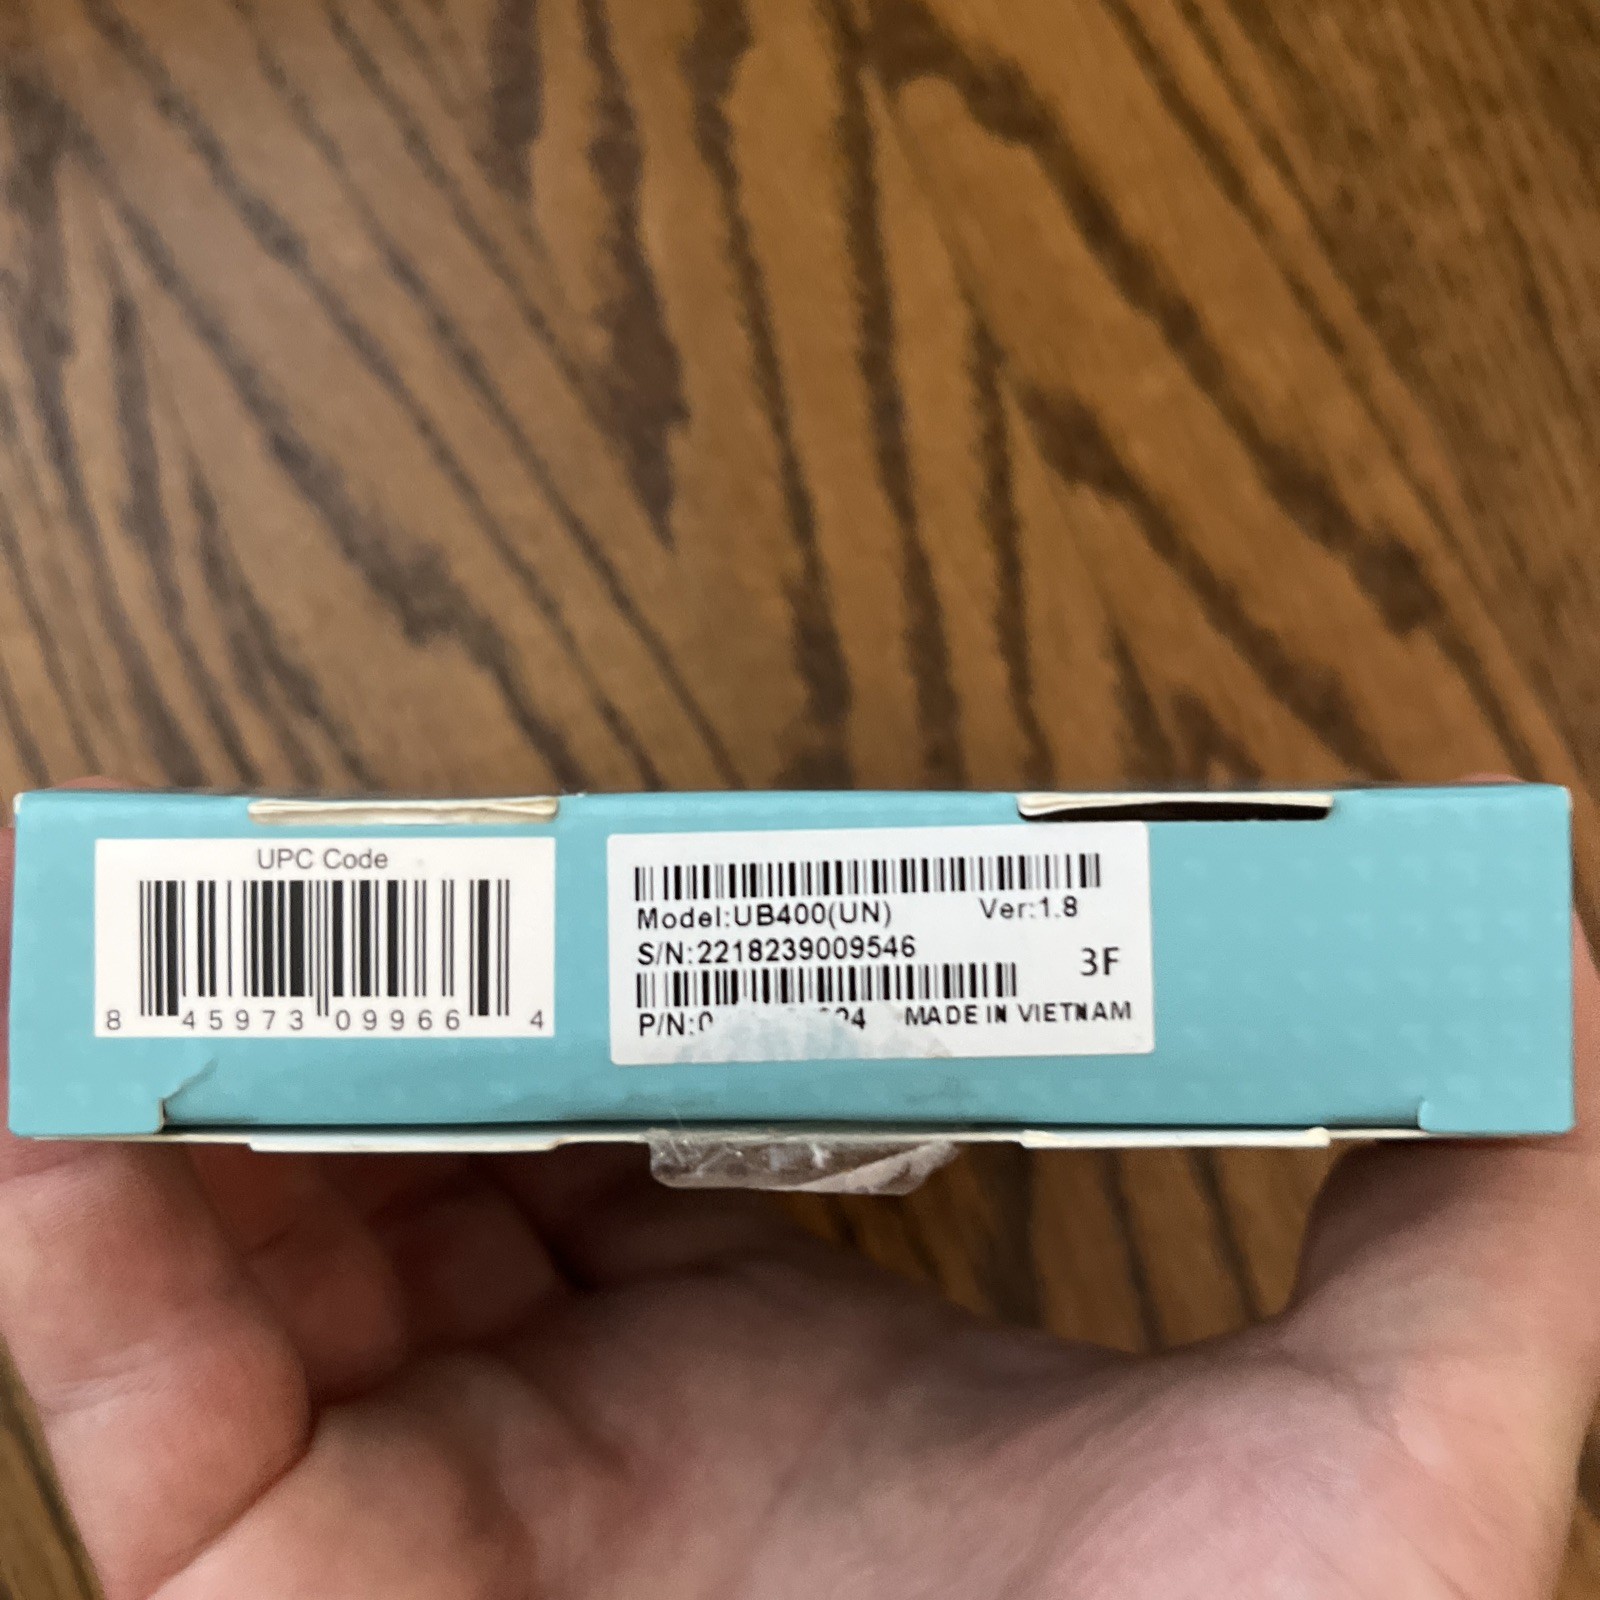 UPC Code
8 45973 09966 4
Model:UB400(UN) Ver:1.8
S/N:2218239009546
3F
P/N: MADE IN VIETNAM